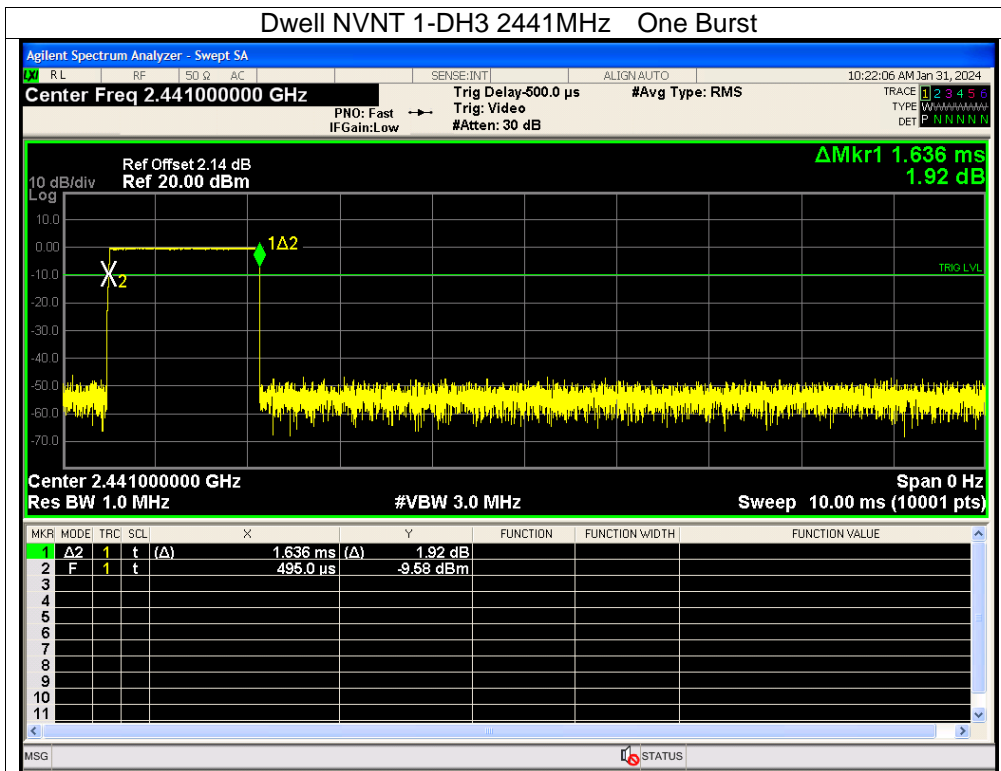 Dwell NVNT 1-DH3 2441MHz One Burst
Agilent Spectrum Analyzer - Swept SA
LXI RL RF 50 Ω AC SENSE:INT ALIGN AUTO 10:22:06 AM Jan 31, 2024
Center Freq 2.441000000 GHz
PNO: Fast
IFGain:Low
Trig Delay-500.0 µs
Trig: Video
#Atten: 30 dB
#Avg Type: RMS
TRACE 1 2 3 4 5 6
TYPE WWWWWW
DET P N N N N N
ΔMkr1 1.636 ms
1.92 dB
Ref Offset 2.14 dB
10 dB/div Ref 20.00 dBm
Log
10.0
0.00
-10.0
-20.0
-30.0
-40.0
-50.0
-60.0
-70.0
1Δ2
2
TRIG LVL
Center 2.441000000 GHz Span 0 Hz
Res BW 1.0 MHz #VBW 3.0 MHz Sweep 10.00 ms (10001 pts)
MKR MODE TRC SCL X Y FUNCTION FUNCTION WIDTH FUNCTION VALUE
1 Δ2 1 t (Δ) 1.636 ms (Δ) 1.92 dB
2 F 1 t 495.0 µs -9.58 dBm
3
4
5
6
7
8
9
10
11
MSG STATUS